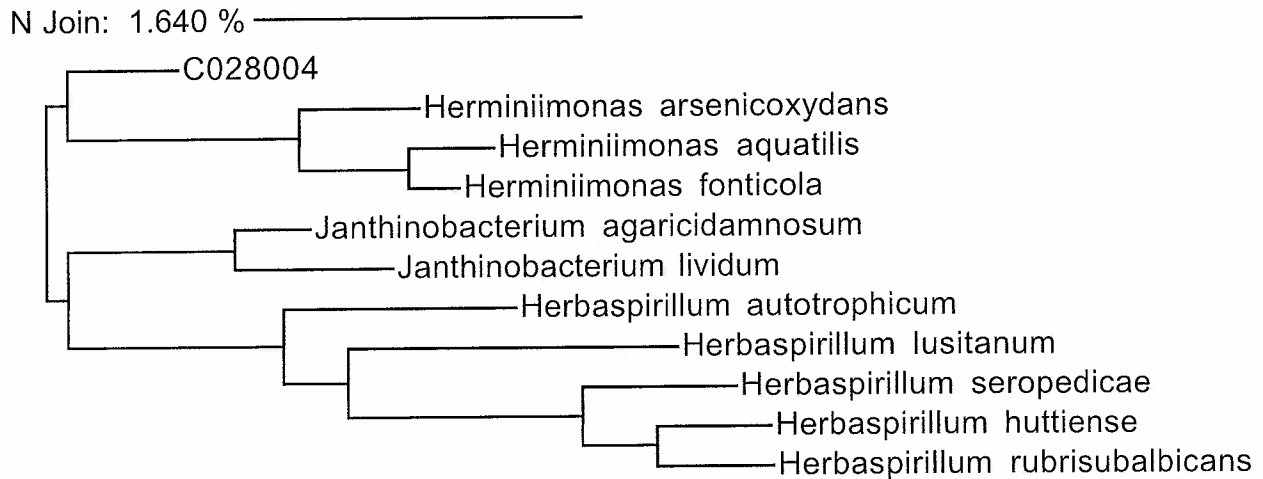 N Join: 1.640 %
C028004
Herminiimonas arsenicoxydans
Herminiimonas aquatilis
Herminiimonas fonticola
Janthinobacterium agaricidamnosum
Janthinobacterium lividum
Herbaspirillum autotrophicum
Herbaspirillum lusitanum
Herbaspirillum seropedicae
Herbaspirillum huttiense
Herbaspirillum rubrisubalbicans